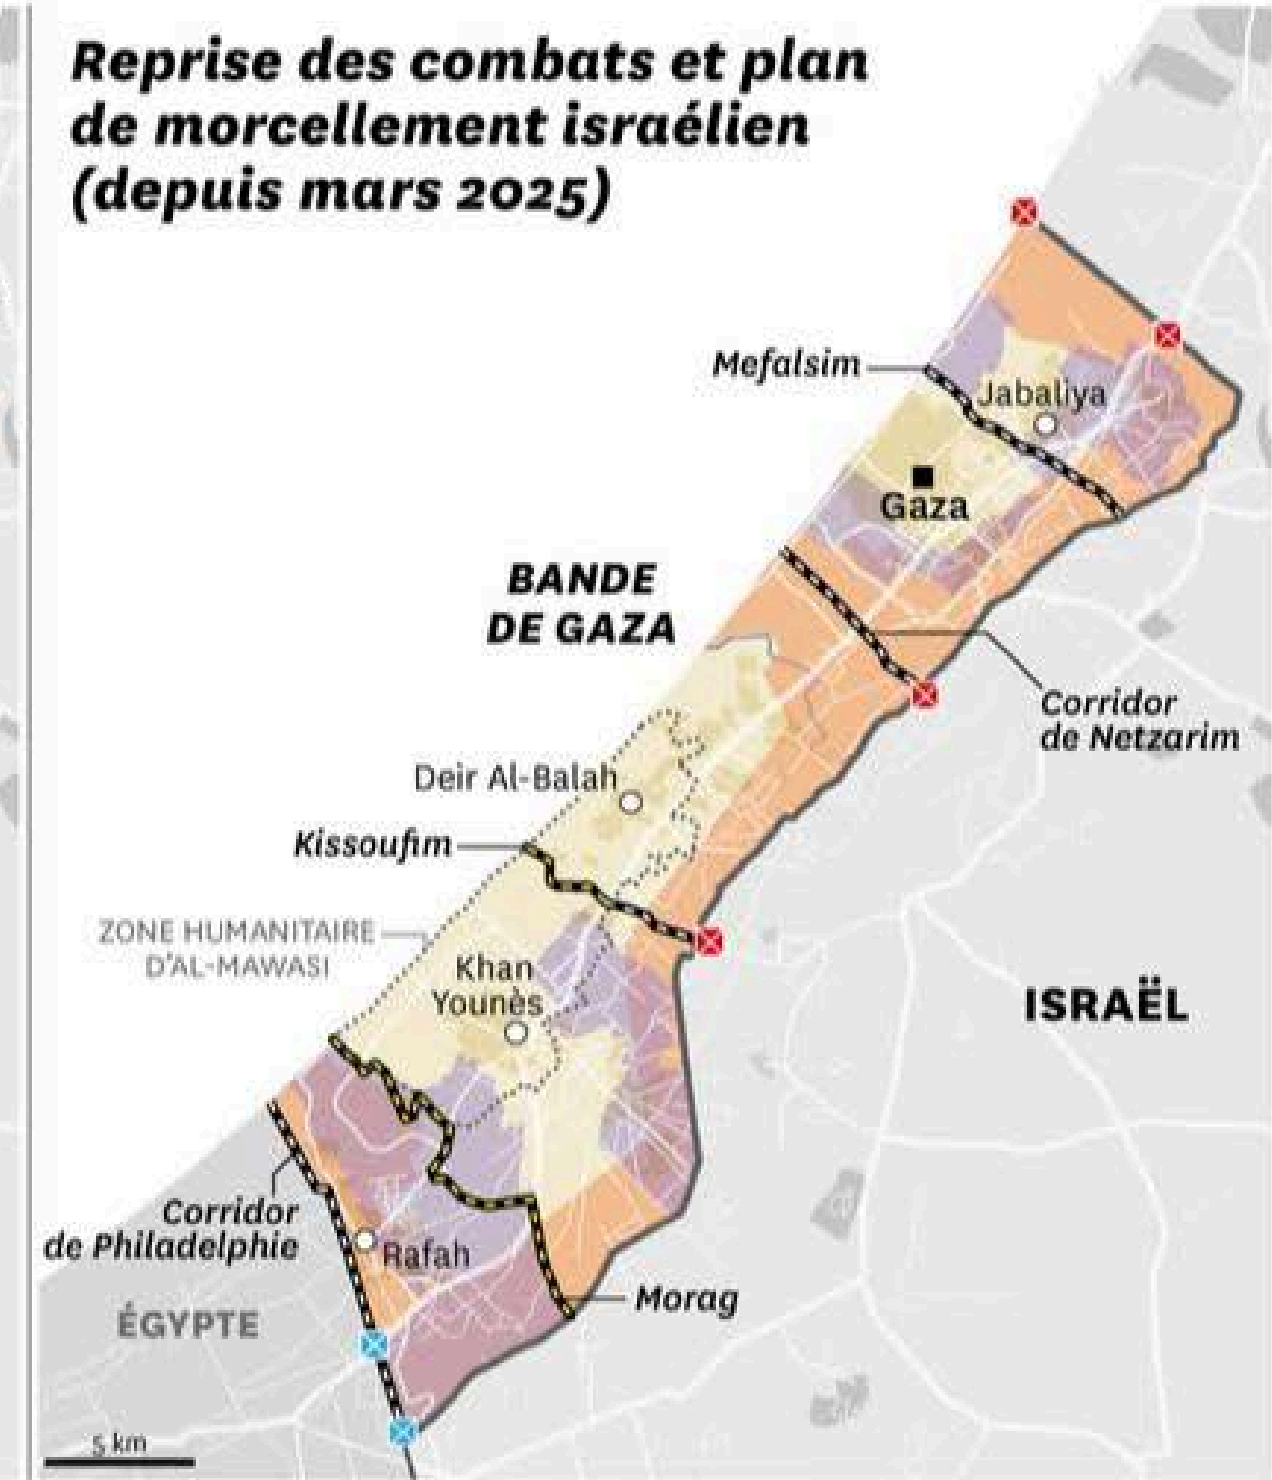 Reprise des combats et plan
de morcellement israélien
(depuis mars 2025)
Mefalsim
Jabaliya
Gaza
BANDE
DE GAZA
Corridor
de Netzarim
Deir Al-Balah
Kissoufim
ZONE HUMANITAIRE
D'AL-MAWASI
Khan
Younès
ISRAËL
Corridor
de Philadelphie
Rafah
Morag
ÉGYPTE
5 km